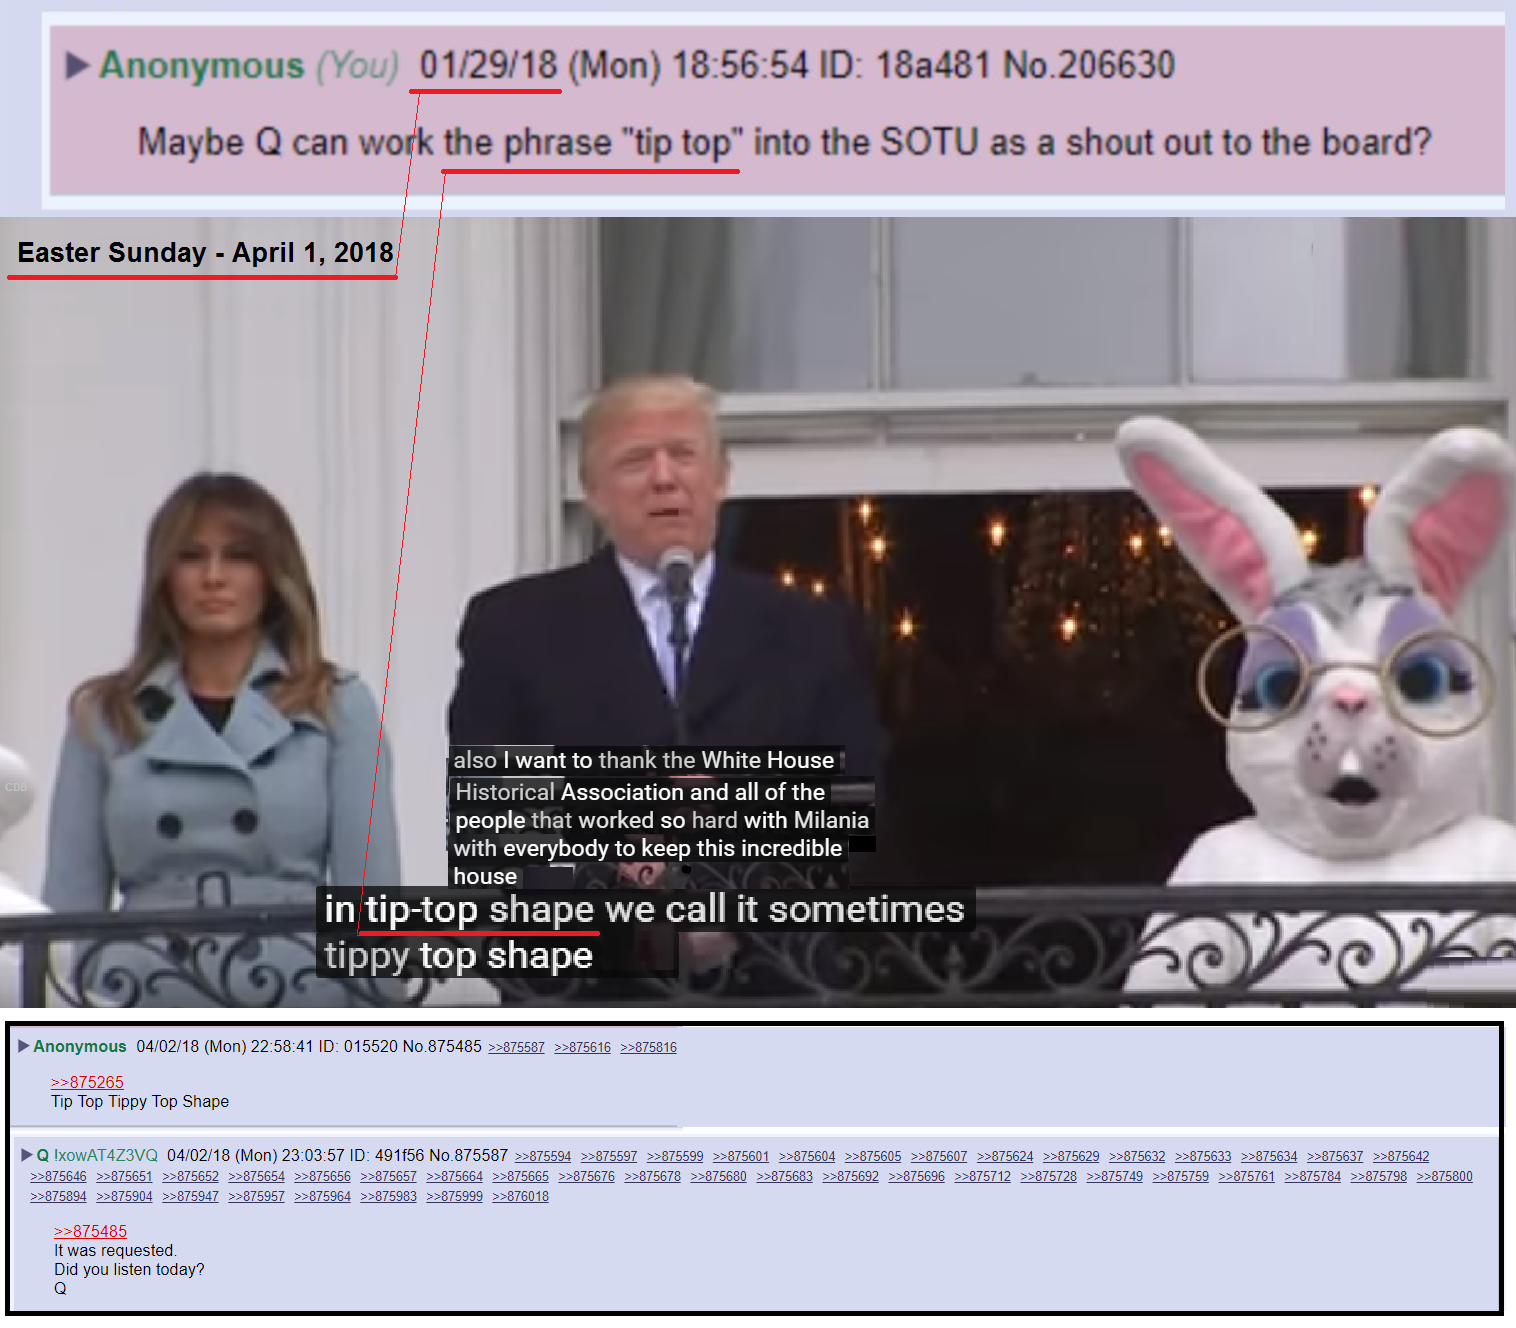 ▶ Anonymous (You) 01/29/18 (Mon) 18:56:54 ID: 18a481 No.206630
Maybe Q can work the phrase "tip top" into the SOTU as a shout out to the board?
Easter Sunday - April 1, 2018
CDB
also I want to thank the White House
Historical Association and all of the
people that worked so hard with Milania
with everybody to keep this incredible
house
in tip-top shape we call it sometimes
tippy top shape
▶ Anonymous 04/02/18 (Mon) 22:58:41 ID: 015520 No.875485 >>875587 >>875616 >>875816
>>875265
Tip Top Tippy Top Shape
▶ Q !xowAT4Z3VQ 04/02/18 (Mon) 23:03:57 ID: 491f56 No.875587 >>875594 >>875597 >>875599 >>875601 >>875604 >>875605 >>875607 >>875624 >>875629 >>875632 >>875633 >>875634 >>875637 >>875642
>>875646 >>875651 >>875652 >>875654 >>875656 >>875657 >>875664 >>875665 >>875676 >>875678 >>875680 >>875683 >>875692 >>875696 >>875712 >>875728 >>875749 >>875759 >>875761 >>875784 >>875798 >>875800
>>875894 >>875904 >>875947 >>875957 >>875964 >>875983 >>875999 >>876018
>>875485
It was requested.
Did you listen today?
Q